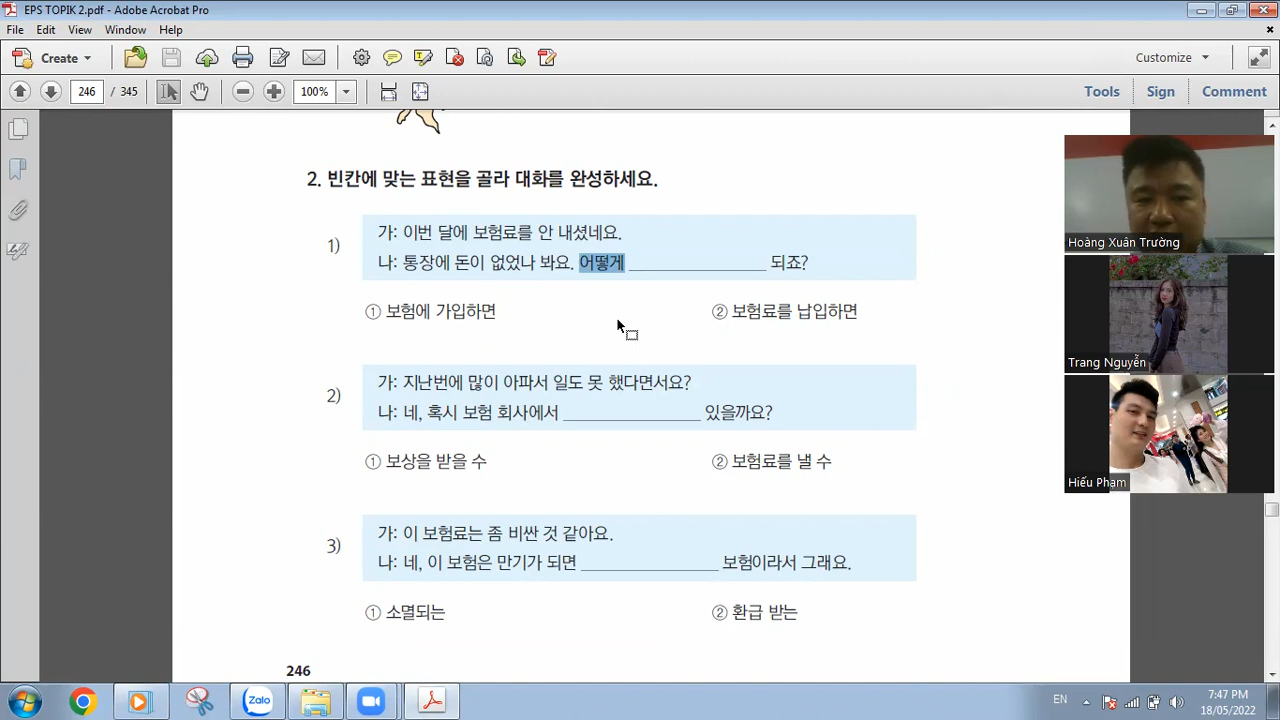 EPS TOPIK 2.pdf - Adobe Acrobat Pro
File Edit View Window Help
Create
Customize
246 / 345
100%
Tools Sign Comment
2. 빈칸에 맞는 표현을 골라 대화를 완성하세요.
1)
가: 이번 달에 보험료를 안 내셨네요.
나: 통장에 돈이 없었나 봐요. 어떻게 ________ 되죠?
① 보험에 가입하면 ② 보험료를 납입하면
2)
가: 지난번에 많이 아파서 일도 못 했다면서요?
나: 네, 혹시 보험 회사에서 ________ 있을까요?
① 보상을 받을 수 ② 보험료를 낼 수
3)
가: 이 보험료는 좀 비싼 것 같아요.
나: 네, 이 보험은 만기가 되면 ________ 보험이라서 그래요.
① 소멸되는 ② 환급 받는
246
Hoàng Xuân Trường
Trang Nguyễn
Hiếu Phạm
Zalo
EN
7:47 PM
18/05/2022